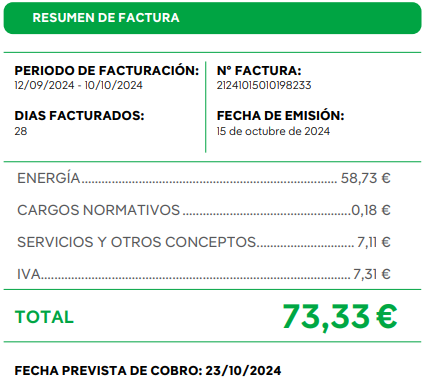 RESUMEN DE FACTURA
PERIODO DE FACTURACIÓN:
12/09/2024 - 10/10/2024
Nº FACTURA:
21241015010198233
DIAS FACTURADOS:
28
FECHA DE EMISIÓN:
15 de octubre de 2024
ENERGÍA.......................................................... 58,73 €
CARGOS NORMATIVOS .......................................0,18 €
SERVICIOS Y OTROS CONCEPTOS....................... 7,11 €
IVA...................................................................... 7,31 €
TOTAL 73,33 €
FECHA PREVISTA DE COBRO: 23/10/2024